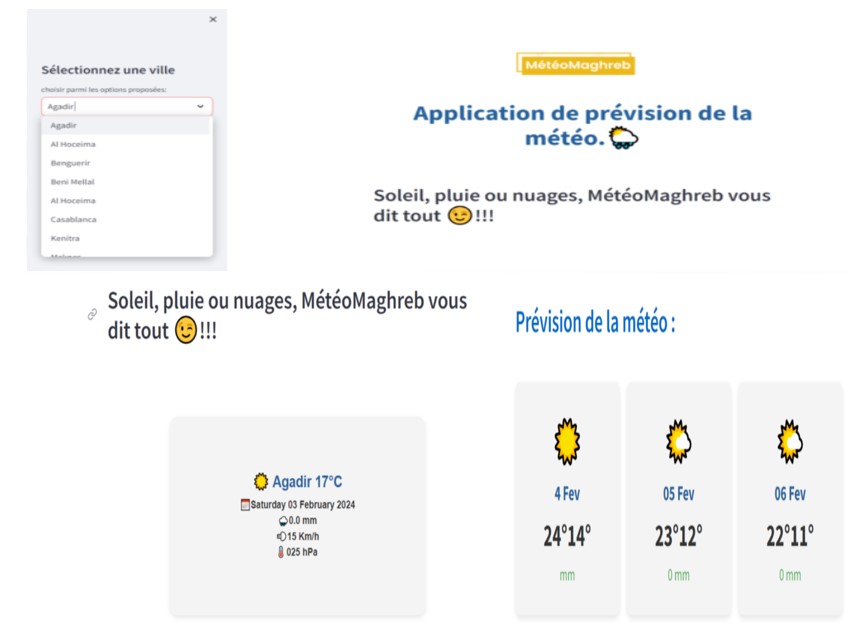 ×
Sélectionnez une ville
choisir parmi les options proposées:
Agadir
Agadir
Al Hoceima
Benguerir
Beni Mellal
Al Hoceima
Casablanca
Kenitra
MétéoMaghreb
Application de prévision de la
météo.
Soleil, pluie ou nuages, MétéoMaghreb vous
dit tout 😉!!!
Soleil, pluie ou nuages, MétéoMaghreb vous
dit tout 😉!!!
Agadir 17°C
Saturday 03 February 2024
0.0 mm
15 Km/h
025 hPa
Prévision de la météo :
4 Fev
24°14°
mm
05 Fev
23°12°
0 mm
06 Fev
22°11°
0 mm